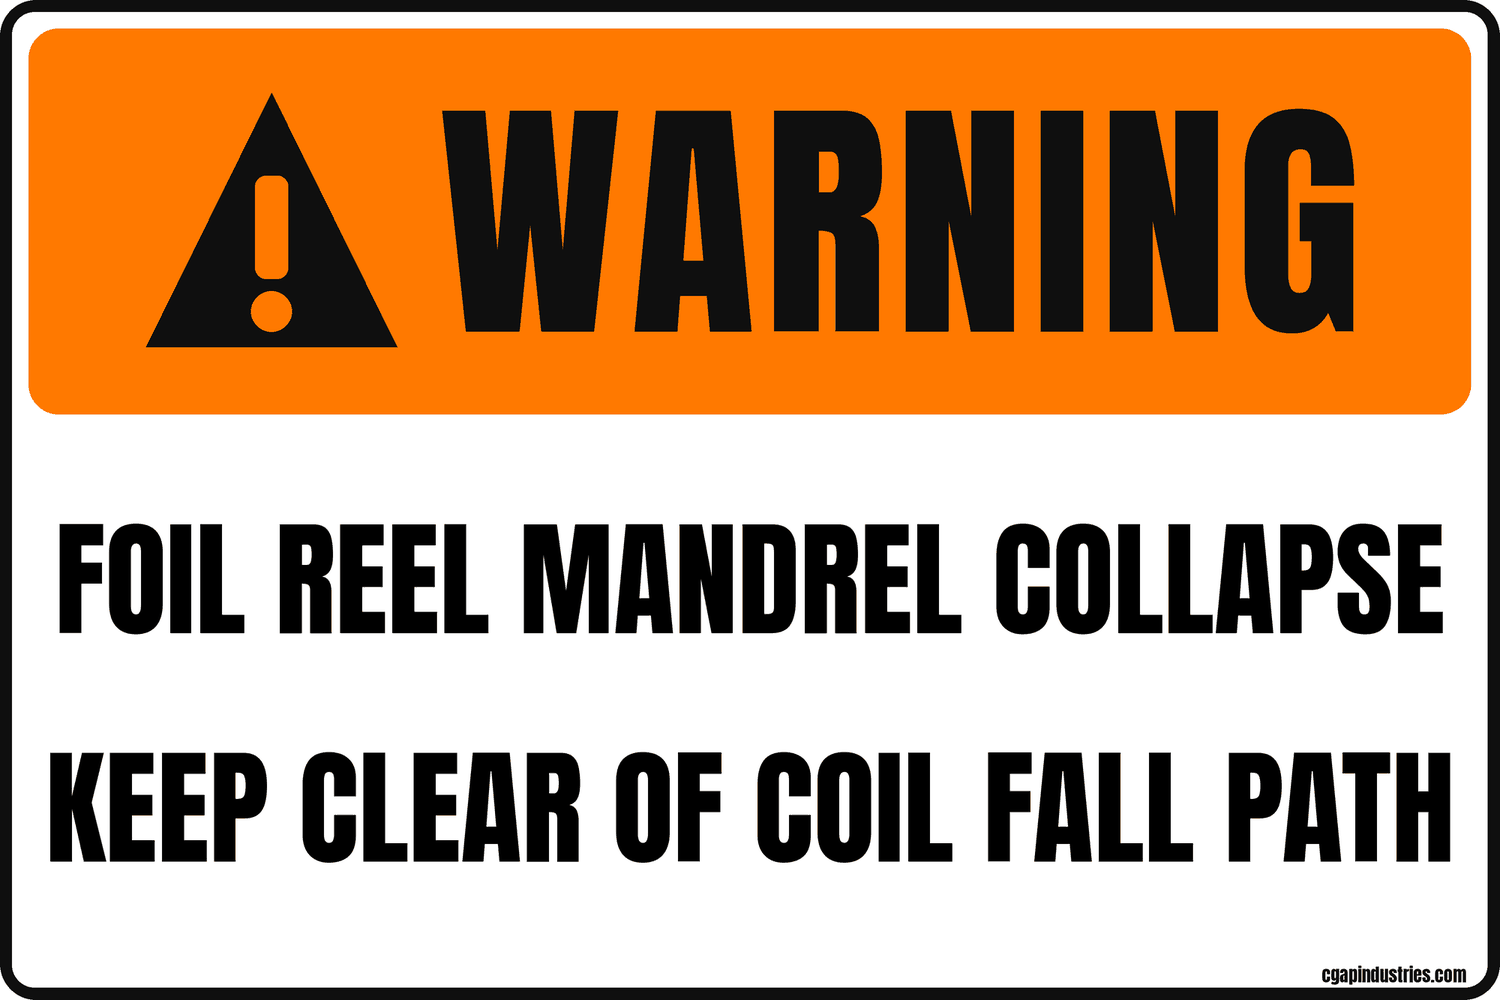 WARNING
FOIL REEL MANDREL COLLAPSE
KEEP CLEAR OF COIL FALL PATH
cgapindustries.com